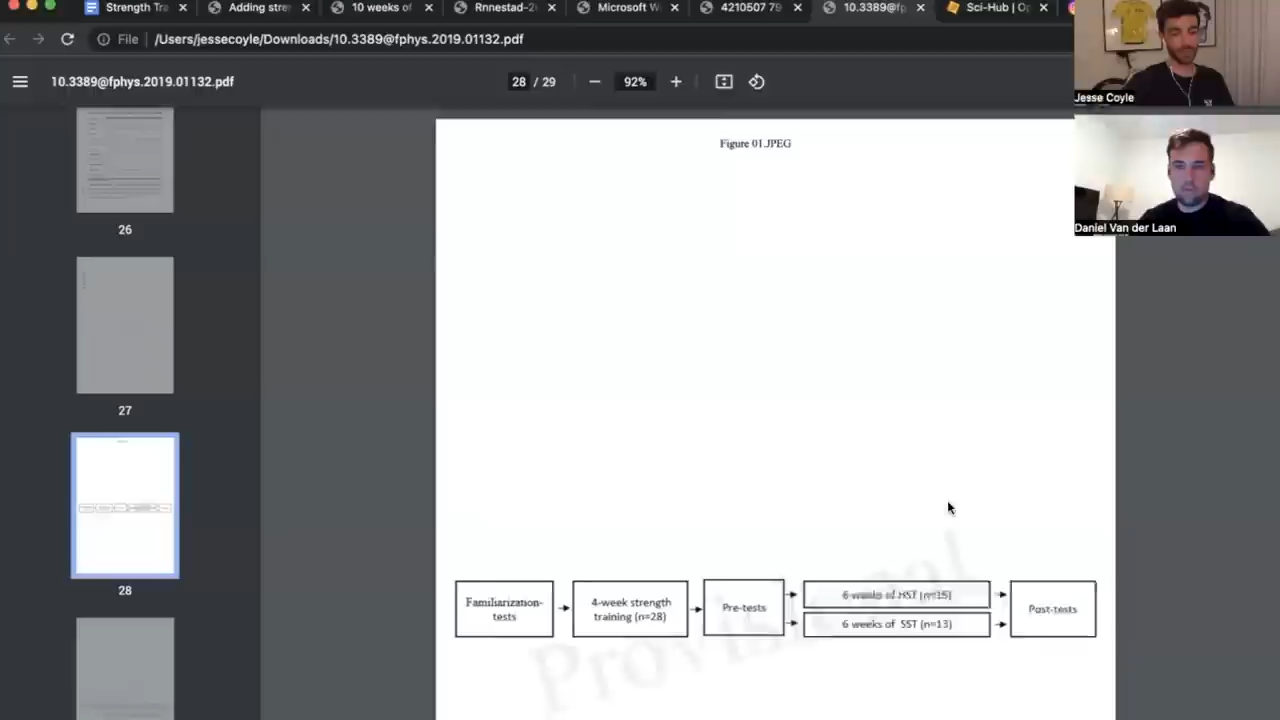 Strength Tra
Adding stren
10 weeks of
Rnnestad-2
Microsoft W
4210507 79
10.3389@fp
Sci-Hub | O
File
/Users/jessecoyle/Downloads/10.3389@fphys.2019.01132.pdf
10.3389@fphys.2019.01132.pdf
28 / 29
92%
Jesse Coyle
Daniel Van der Laan
26
27
28
Figure 01.JPEG
Familiarization-
tests
4-week strength
training (n=28)
Pre-tests
6 weeks of HST (n=15)
6 weeks of SST (n=13)
Post-tests
Provisional